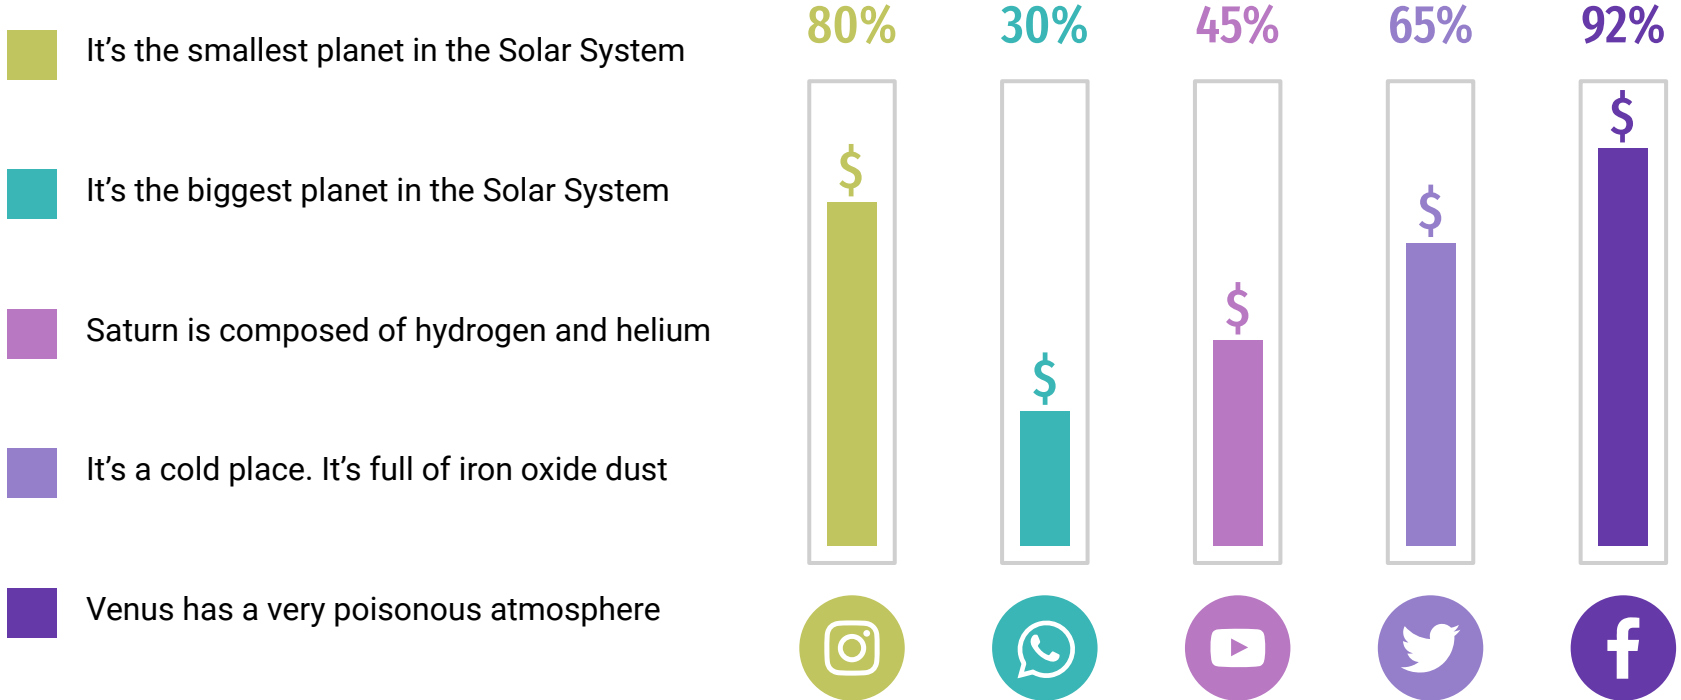 It’s the smallest planet in the Solar System
It’s the biggest planet in the Solar System
Saturn is composed of hydrogen and helium
It’s a cold place. It’s full of iron oxide dust
Venus has a very poisonous atmosphere
80% 30% 45% 65% 92%
$ $ $ $ $